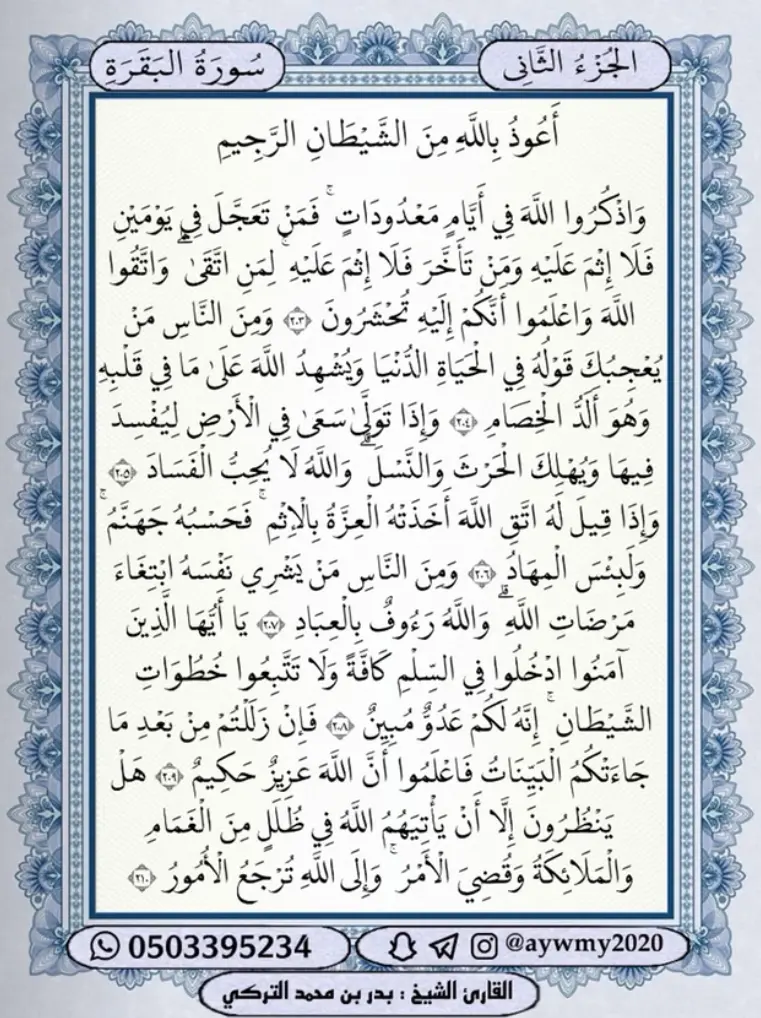 الجُزْءُ الثَّانِى
سُورَةُ البَقَرَةِ
أَعُوذُ بِاللَّهِ مِنَ الشَّيْطَانِ الرَّجِيمِ
وَاذْكُرُوا اللَّهَ فِي أَيَّامٍ مَعْدُودَاتٍ ۚ فَمَنْ تَعَجَّلَ فِي يَوْمَيْنِ
فَلَا إِثْمَ عَلَيْهِ وَمَنْ تَأَخَّرَ فَلَا إِثْمَ عَلَيْهِ ۚ لِمَنِ اتَّقَىٰ ۗ وَاتَّقُوا
اللَّهَ وَاعْلَمُوا أَنَّكُمْ إِلَيْهِ تُحْشَرُونَ ﴿٢٠٣﴾ وَمِنَ النَّاسِ مَنْ
يُعْجِبُكَ قَوْلُهُ فِي الْحَيَاةِ الدُّنْيَا وَيُشْهِدُ اللَّهَ عَلَىٰ مَا فِي قَلْبِهِ
وَهُوَ أَلَدُّ الْخِصَامِ ﴿٢٠٤﴾ وَإِذَا تَوَلَّىٰ سَعَىٰ فِي الْأَرْضِ لِيُفْسِدَ
فِيهَا وَيُهْلِكَ الْحَرْثَ وَالنَّسْلَ ۗ وَاللَّهُ لَا يُحِبُّ الْفَسَادَ ﴿٢٠٥﴾
وَإِذَا قِيلَ لَهُ اتَّقِ اللَّهَ أَخَذَتْهُ الْعِزَّةُ بِالْإِثْمِ ۚ فَحَسْبُهُ جَهَنَّمُ ۚ
وَلَبِئْسَ الْمِهَادُ ﴿٢٠٦﴾ وَمِنَ النَّاسِ مَنْ يَشْرِي نَفْسَهُ ابْتِغَاءَ
مَرْضَاتِ اللَّهِ ۗ وَاللَّهُ رَءُوفٌ بِالْعِبَادِ ﴿٢٠٧﴾ يَا أَيُّهَا الَّذِينَ
آمَنُوا ادْخُلُوا فِي السِّلْمِ كَافَّةً وَلَا تَتَّبِعُوا خُطُوَاتِ
الشَّيْطَانِ ۚ إِنَّهُ لَكُمْ عَدُوٌّ مُبِينٌ ﴿٢٠٨﴾ فَإِنْ زَلَلْتُمْ مِنْ بَعْدِ مَا
جَاءَتْكُمُ الْبَيِّنَاتُ فَاعْلَمُوا أَنَّ اللَّهَ عَزِيزٌ حَكِيمٌ ﴿٢٠٩﴾ هَلْ
يَنْظُرُونَ إِلَّا أَنْ يَأْتِيَهُمُ اللَّهُ فِي ظُلَلٍ مِنَ الْغَمَامِ
وَالْمَلَائِكَةُ وَقُضِيَ الْأَمْرُ ۚ وَإِلَى اللَّهِ تُرْجَعُ الْأُمُورُ ﴿٢١٠﴾
0503395234
@aywmy2020
القارئ الشيخ : بدر بن محمد التركي